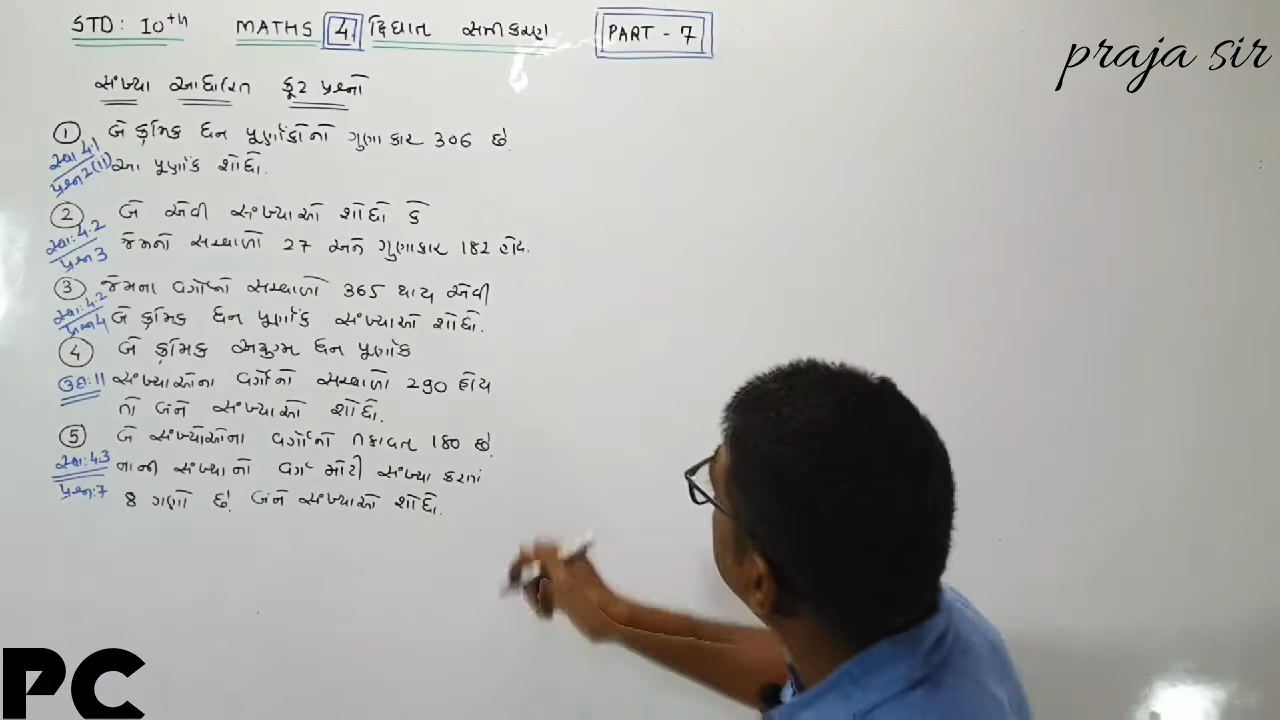 STD: 10th MATHS 4 દ્વિઘાત સમીકરણ PART - 7
praja sir
સંખ્યા આધારિત કૂટ પ્રશ્નો
1 બે ક્રમિક ધન પૂર્ણાંકોનો ગુણાકાર 306 છે.
સ્વા 4.1
પ્રશ્ન 2(ii) આ પૂર્ણાંક શોધો.
2 બે એવી સંખ્યાઓ શોધો કે
સ્વા: 4.2
પ્રશ્ન 3 જેમનો સરવાળો 27 અને ગુણાકાર 182 હોય.
3 જેમના વર્ગોનો સરવાળો 365 થાય એવી
સ્વા: 4.2
પ્રશ્ન 4 બે ક્રમિક ધન પૂર્ણાંક સંખ્યાઓ શોધો.
4 બે ક્રમિક અયુગ્મ ધન પૂર્ણાંક
ઉદા: 11 સંખ્યાઓના વર્ગોનો સરવાળો 290 હોય
તો બંને સંખ્યાઓ શોધો.
5 બે સંખ્યાઓના વર્ગોનો તફાવત 180 છે.
સ્વા: 4.3 નાની સંખ્યાનો વર્ગ મોટી સંખ્યા કરતાં
પ્રશ્ન: 7 8 ગણો છે. બંને સંખ્યાઓ શોધો.
PC